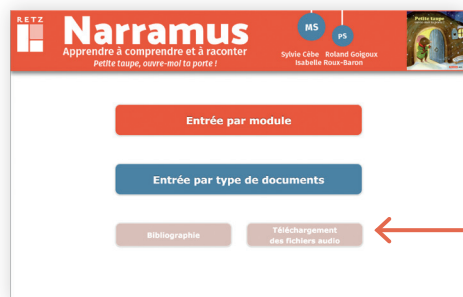 RETZ
Narramus
Apprendre à comprendre et à raconter
Petite taupe, ouvre-moi ta porte !
MS
PS
Sylvie Cèbe Roland Goigoux
Isabelle Roux-Baron
Petite taupe
Entrée par module
Entrée par type de documents
Bibliographie
Téléchargement
des fichiers audio